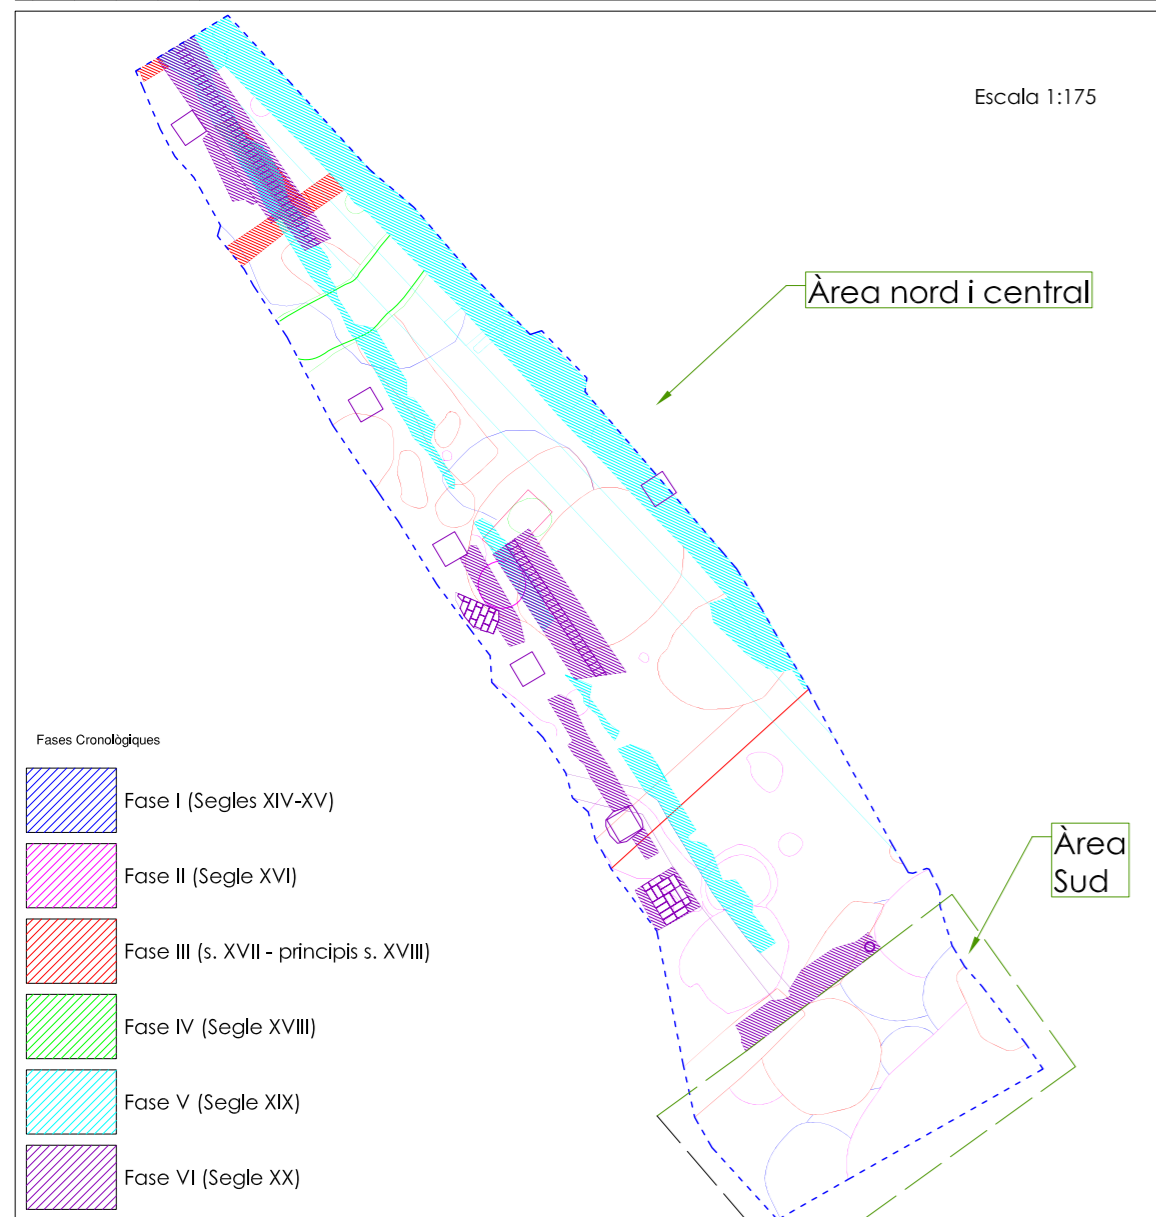 Escala 1:175
Àrea nord i central
Àrea
Sud
Fases Cronològiques
Fase I (Segles XIV-XV)
Fase II (Segle XVI)
Fase III (s. XVII - principis s. XVIII)
Fase IV (Segle XVIII)
Fase V (Segle XIX)
Fase VI (Segle XX)